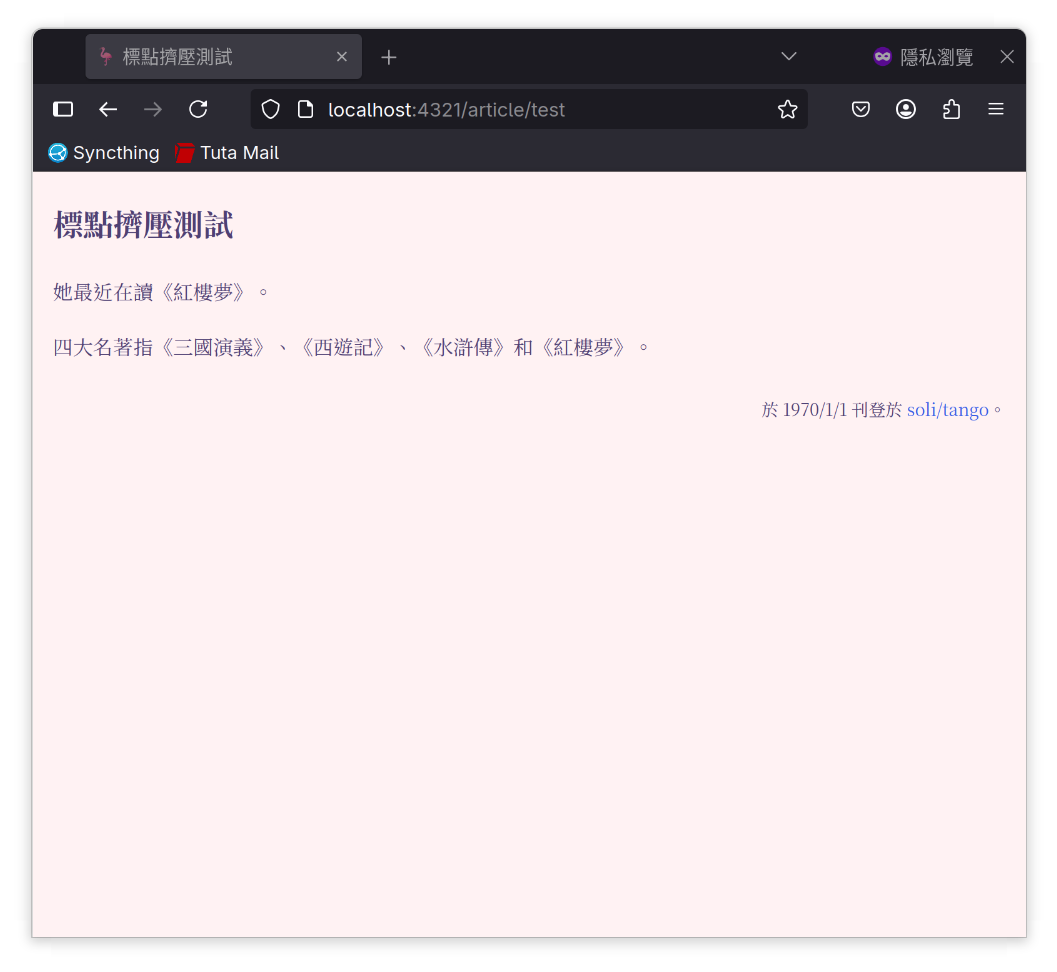 標點擠壓測試
隱私瀏覽
localhost:4321/article/test
Syncthing Tuta Mail
標點擠壓測試
她最近在讀《紅樓夢》。
四大名著指《三國演義》、《西遊記》、《水滸傳》和《紅樓夢》。
於 1970/1/1 刊登於 soli/tango。